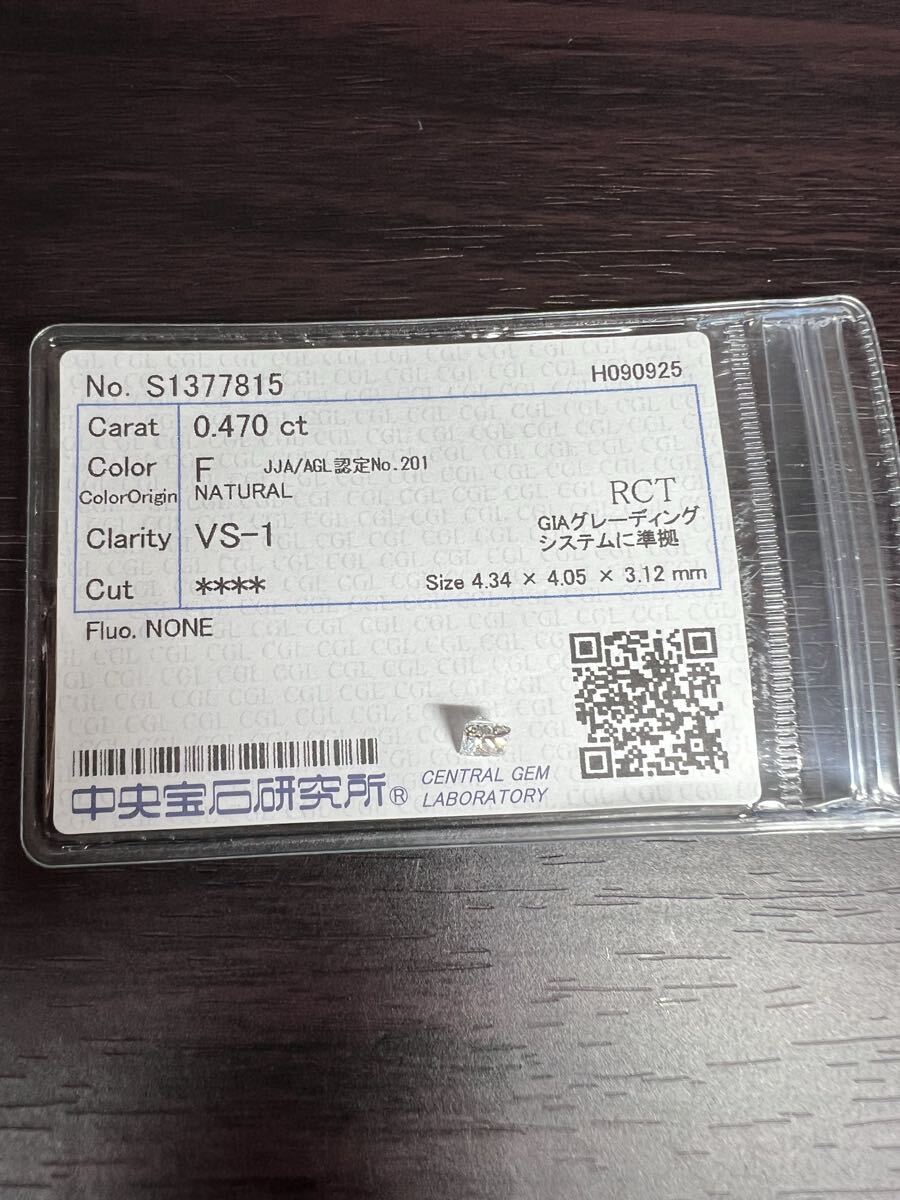 No. S1377815
H090925
Carat 0.470 ct
Color F JJA/AGL認定No.201
ColorOrigin NATURAL
RCT
Clarity VS-1
GIAグレーディング
システムに準拠
Cut ****
Size 4.34 × 4.05 × 3.12 mm
Fluo. NONE
中央宝石研究所®
CENTRAL GEM
LABORATORY